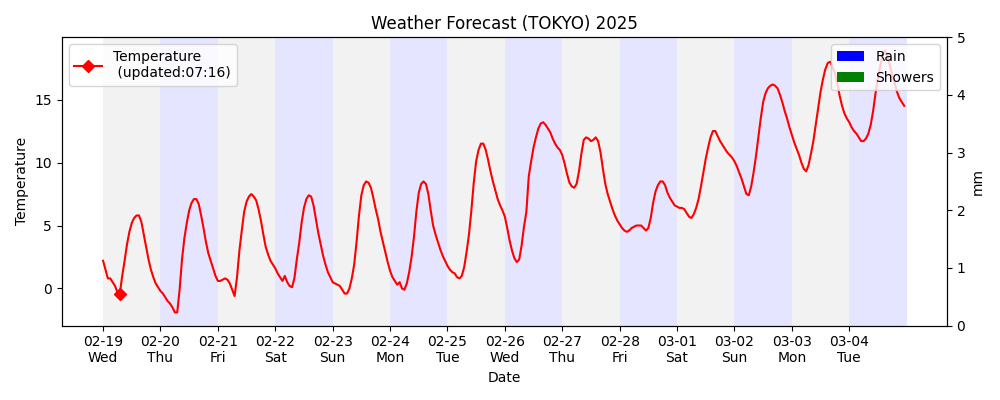 Weather Forecast (TOKYO) 2025
Temperature
(updated:07:16)
Rain
Showers
Temperature
15
10
5
0
5
4
3
2
1
0
mm
02-19 02-20 02-21 02-22 02-23 02-24 02-25 02-26 02-27 02-28 03-01 03-02 03-03 03-04
Wed Thu Fri Sat Sun Mon Tue Wed Thu Fri Sat Sun Mon Tue
Date